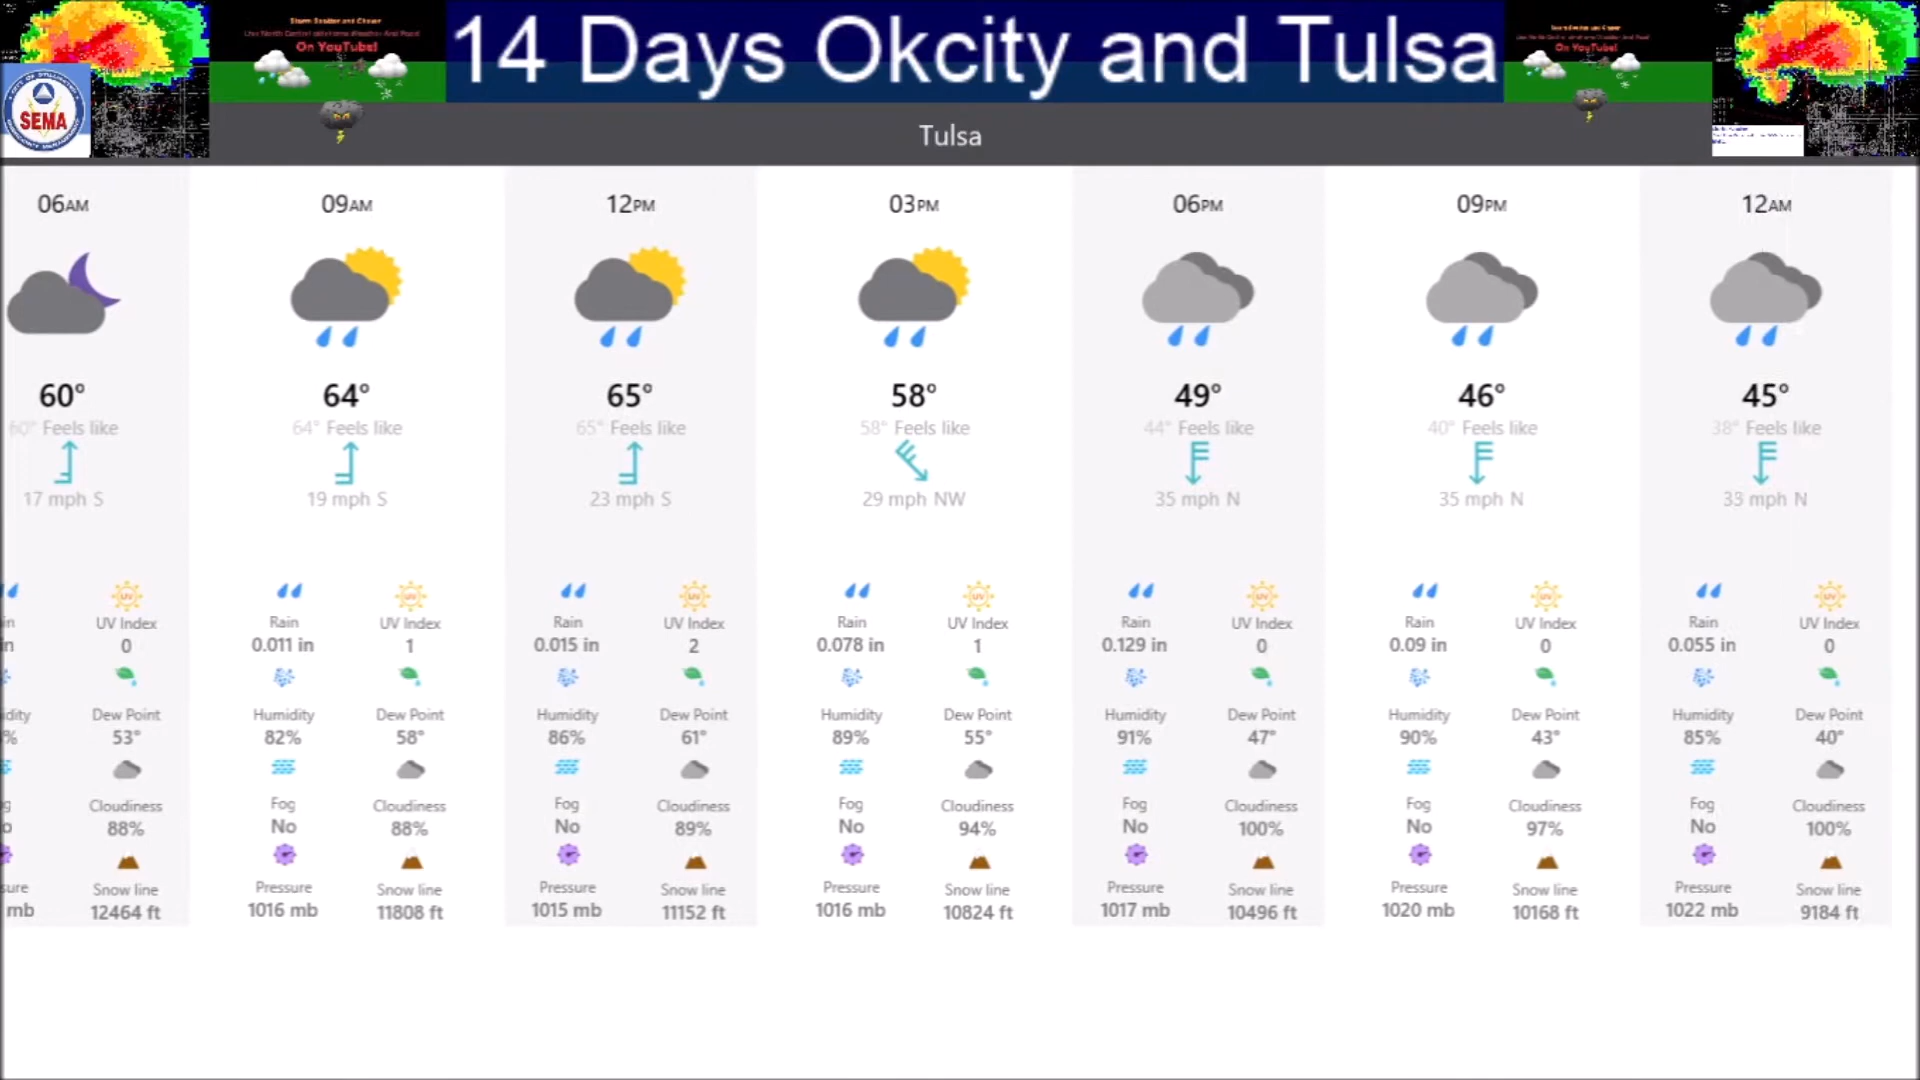 14 Days Okcity and Tulsa
Storm Spotter and Chaser
On YouTube!
On YouTube!
SEMA
Tulsa
06AM 09AM 12PM 03PM 06PM 09PM 12AM
60° 64° 65° 58° 49° 46° 45°
60° Feels like 64° Feels like 65° Feels like 58° Feels like 44° Feels like 40° Feels like 38° Feels like
17 mph S 19 mph S 23 mph S 29 mph NW 35 mph N 35 mph N 33 mph N
in UV Index Rain UV Index Rain UV Index Rain UV Index Rain UV Index Rain UV Index Rain UV Index
in 0 0.011 in 1 0.015 in 2 0.078 in 1 0.129 in 0 0.09 in 0 0.055 in 0
idity Dew Point Humidity Dew Point Humidity Dew Point Humidity Dew Point Humidity Dew Point Humidity Dew Point Humidity Dew Point
% 53° 82% 58° 86% 61° 89% 55° 91% 47° 90% 43° 85% 40°
g Cloudiness Fog Cloudiness Fog Cloudiness Fog Cloudiness Fog Cloudiness Fog Cloudiness Fog Cloudiness
o 88% No 88% No 89% No 94% No 100% No 97% No 100%
sure Snow line Pressure Snow line Pressure Snow line Pressure Snow line Pressure Snow line Pressure Snow line Pressure Snow line
mb 12464 ft 1016 mb 11808 ft 1015 mb 11152 ft 1016 mb 10824 ft 1017 mb 10496 ft 1020 mb 10168 ft 1022 mb 9184 ft